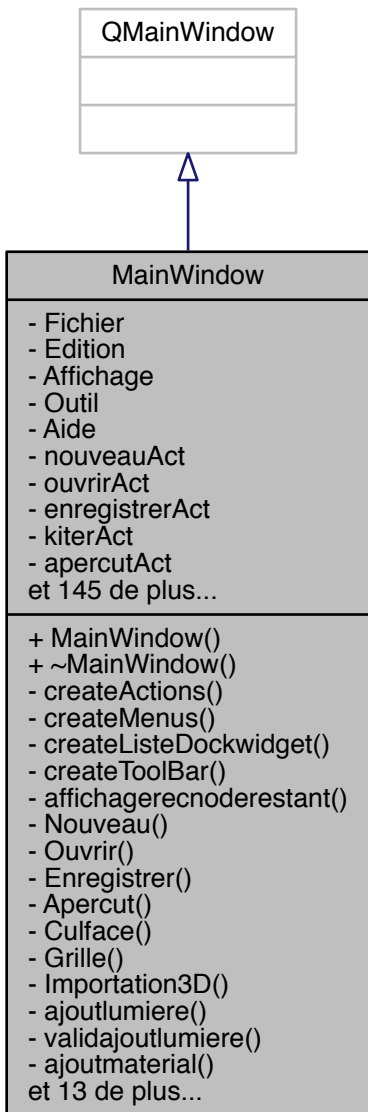 QMainWindow
MainWindow
- Fichier
- Edition
- Affichage
- Outil
- Aide
- nouveauAct
- ouvrirAct
- enregistrerAct
- kiterAct
- apercutAct
et 145 de plus...
+ MainWindow()
+ ~MainWindow()
- createActions()
- createMenus()
- createListeDockwidget()
- createToolBar()
- affichagerecnoderestant()
- Nouveau()
- Ouvrir()
- Enregistrer()
- Apercut()
- Culface()
- Grille()
- Importation3D()
- ajoutlumiere()
- validajoutlumiere()
- ajoutmaterial()
et 13 de plus...